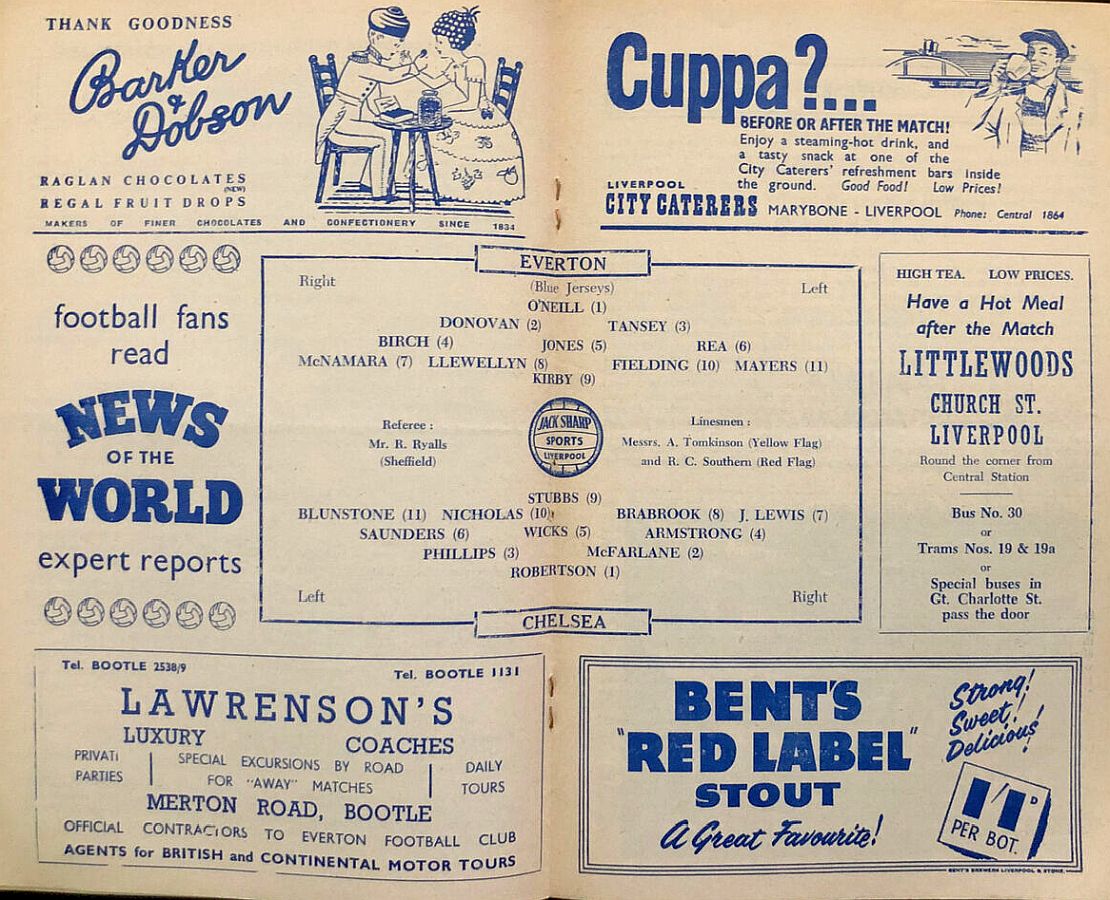 THANK GOODNESS
Barker
& Dobson
RAGLAN CHOCOLATES
(NEW)
REGAL FRUIT DROPS
MAKERS OF FINER CHOCOLATES AND CONFECTIONERY SINCE 1834
Cuppa?...
BEFORE OR AFTER THE MATCH!
Enjoy a steaming-hot drink, and
a tasty snack at one of the
City Caterers' refreshment bars inside
the ground. Good Food! Low Prices!
LIVERPOOL
CITY CATERERS MARYBONE - LIVERPOOL Phone: Central 1864
football fans
read
NEWS
OF THE
WORLD
expert reports
EVERTON
(Blue Jerseys)
Right Left
O'NEILL (1)
DONOVAN (2) TANSEY (3)
BIRCH (4) JONES (5) REA (6)
McNAMARA (7) LLEWELLYN (8) FIELDING (10) MAYERS (11)
KIRBY (9)
Referee :
Mr. R. Ryalls
(Sheffield)
JACK SHARP
SPORTS
LIVERPOOL
Linesmen :
Messrs. A. Tomkinson (Yellow Flag)
and R. C. Southern (Red Flag)
STUBBS (9)
BLUNSTONE (11) NICHOLAS (10) BRABROOK (8) J. LEWIS (7)
SAUNDERS (6) WICKS (5) ARMSTRONG (4)
PHILLIPS (3) McFARLANE (2)
ROBERTSON (1)
Left Right
CHELSEA
HIGH TEA. LOW PRICES.
Have a Hot Meal
after the Match
LITTLEWOODS
CHURCH ST.
LIVERPOOL
Round the corner from
Central Station
Bus No. 30
or
Trams Nos. 19 & 19a
or
Special buses in
Gt. Charlotte St.
pass the door
Tel. BOOTLE 2538/9 Tel. BOOTLE 1131
LAWRENSON'S
LUXURY COACHES
PRIVATE
PARTIES
SPECIAL EXCURSIONS BY ROAD
FOR "AWAY" MATCHES
DAILY
TOURS
MERTON ROAD, BOOTLE
OFFICIAL CONTRACTORS TO EVERTON FOOTBALL CLUB
AGENTS for BRITISH and CONTINENTAL MOTOR TOURS
BENT'S
"RED LABEL"
STOUT
A Great Favourite!
Strong!
Sweet!
Delicious!
1/1D
PER BOT.
BENT'S BREWERY LIVERPOOL & STONE.